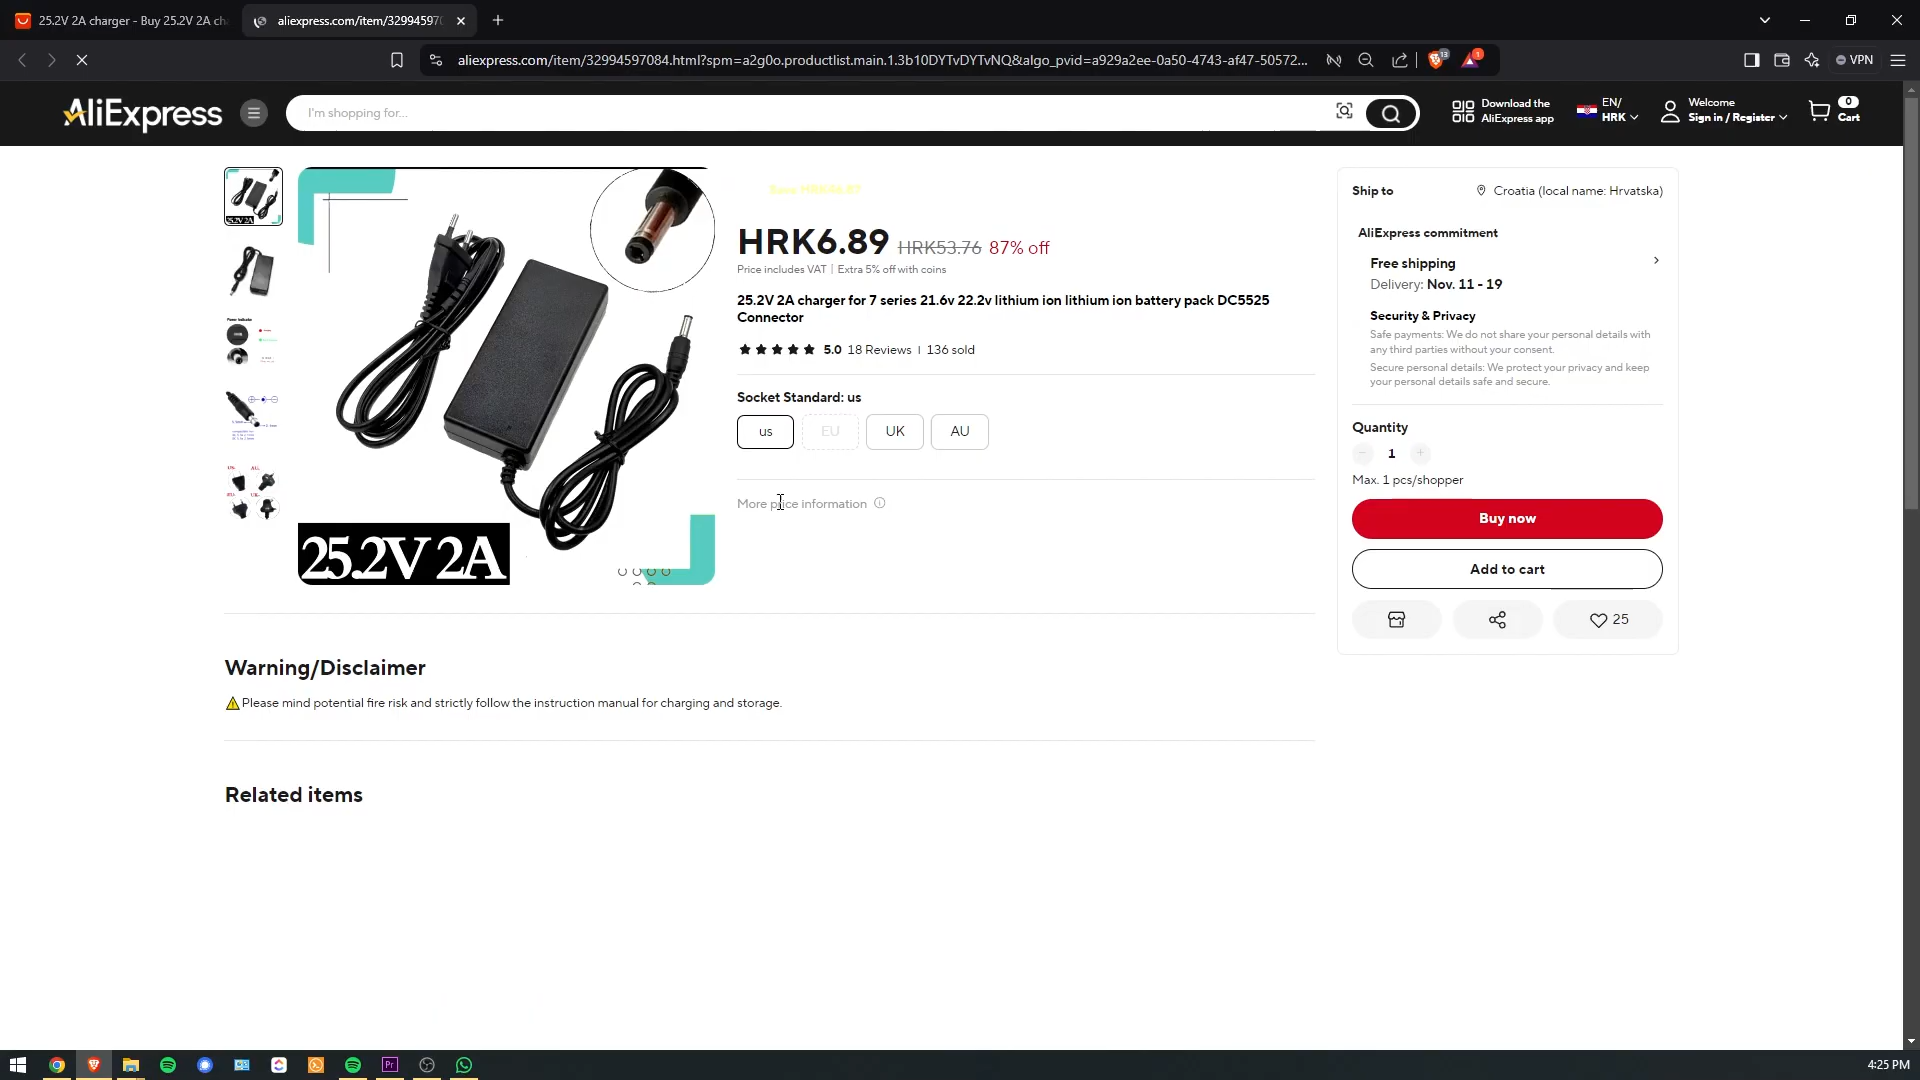 25.2V 2A charger - Buy 25.2V 2A ch
aliexpress.com/item/32994597
aliexpress.com/item/32994597084.html?spm=a2g0o.productlist.main.1.3b10DYTvDYTvNQ&algo_pvid=a929a2ee-0a50-4743-af47-50572...
13
1
VPN
AliExpress
I'm shopping for...
Download the
AliExpress app
EN/
HRK
Welcome
Sign in / Register
0
Cart
25.2V 2A
Save HRK46.87
HRK6.89 HRK53.76 87% off
Price includes VAT | Extra 5% off with coins
25.2V 2A charger for 7 series 21.6v 22.2v lithium ion lithium ion battery pack DC5525
Connector
5.0 18 Reviews | 136 sold
Socket Standard: us
us EU UK AU
More price information
25.2V 2A
Ship to
Croatia (local name: Hrvatska)
AliExpress commitment
Free shipping
Delivery: Nov. 11 - 19
Security & Privacy
Safe payments: We do not share your personal details with
any third parties without your consent.
Secure personal details: We protect your privacy and keep
your personal details safe and secure.
Quantity
− 1 +
Max. 1 pcs/shopper
Buy now
Add to cart
25
Warning/Disclaimer
⚠Please mind potential fire risk and strictly follow the instruction manual for charging and storage.
Related items
Pr
4:25 PM